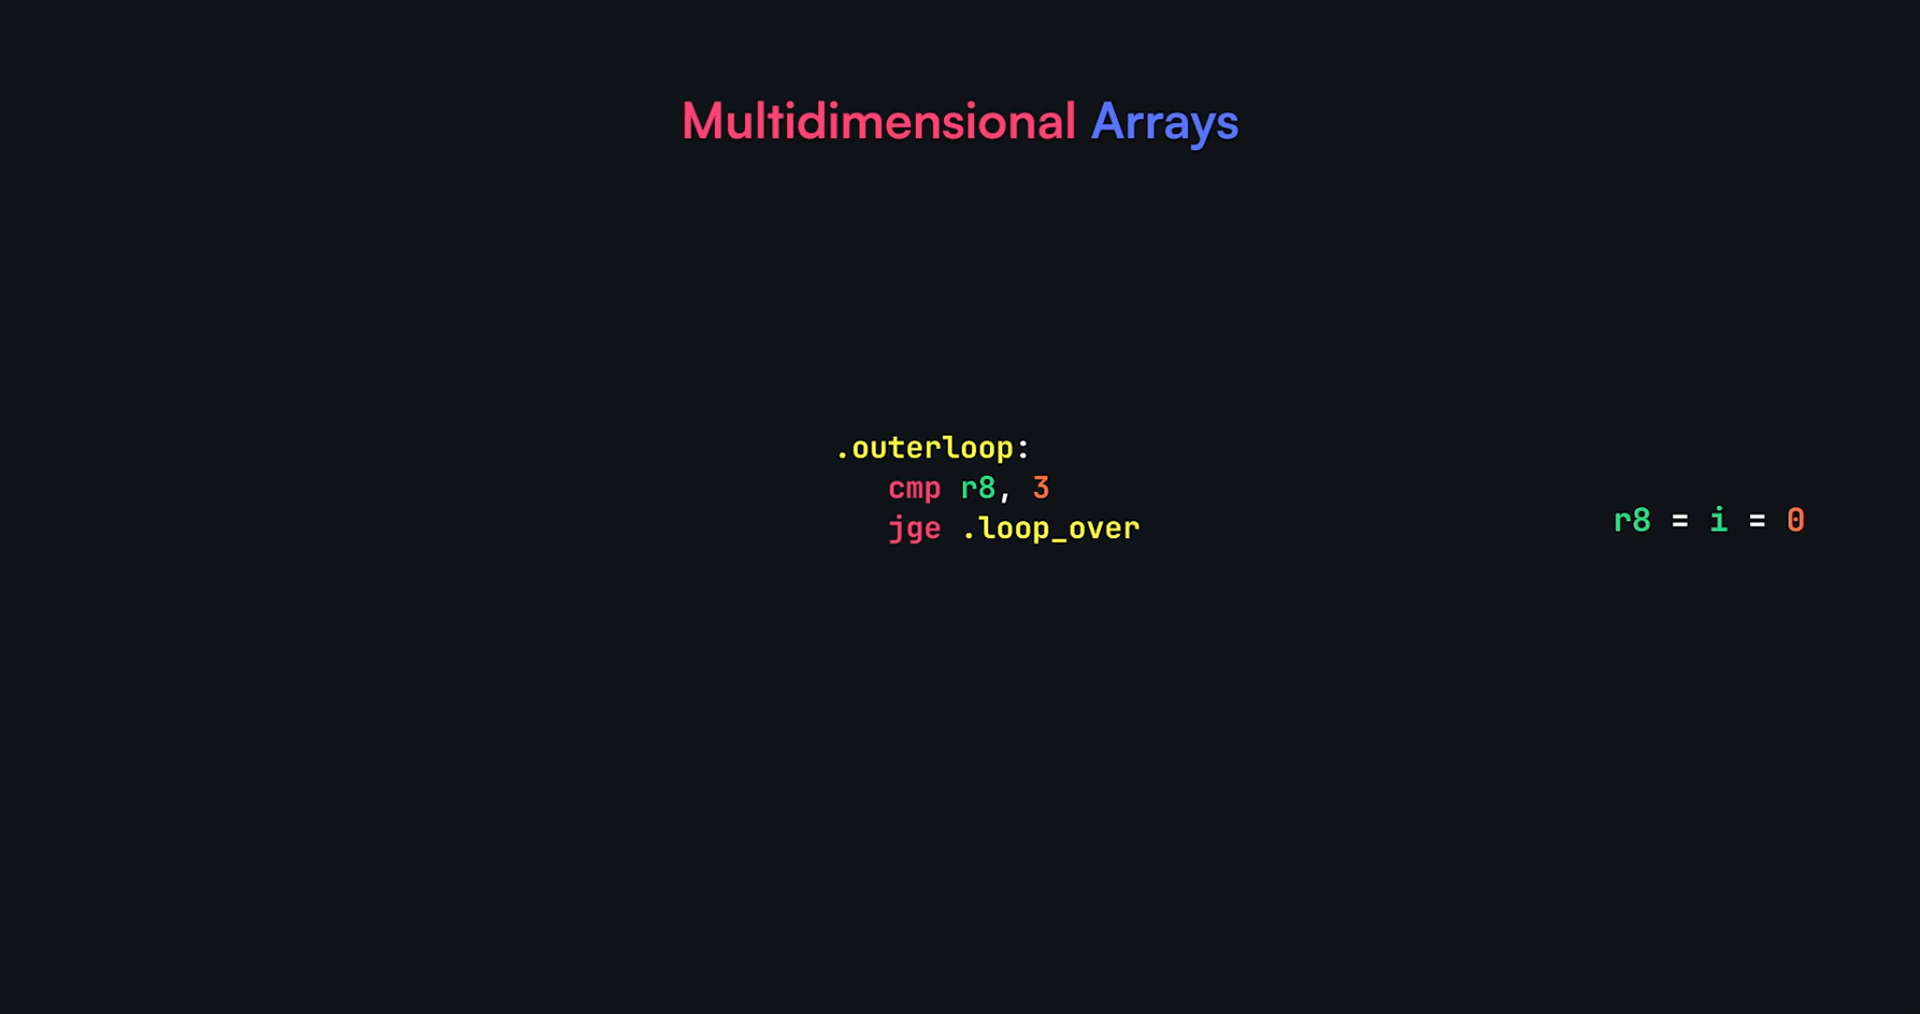 Multidimensional Arrays
.outerloop:
cmp r8, 3
jge .loop_over
r8 = i = 0